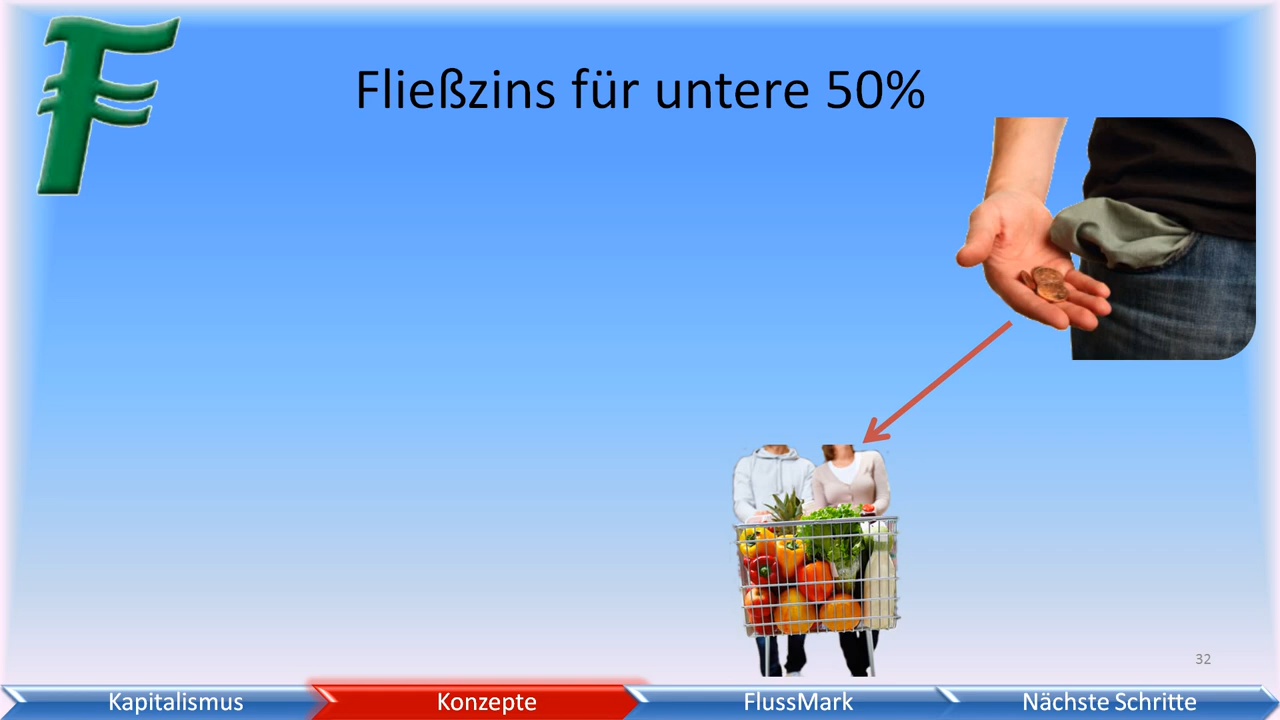 Fließzins für untere 50%
32
Kapitalismus
Konzepte
FlussMark
Nächste Schritte